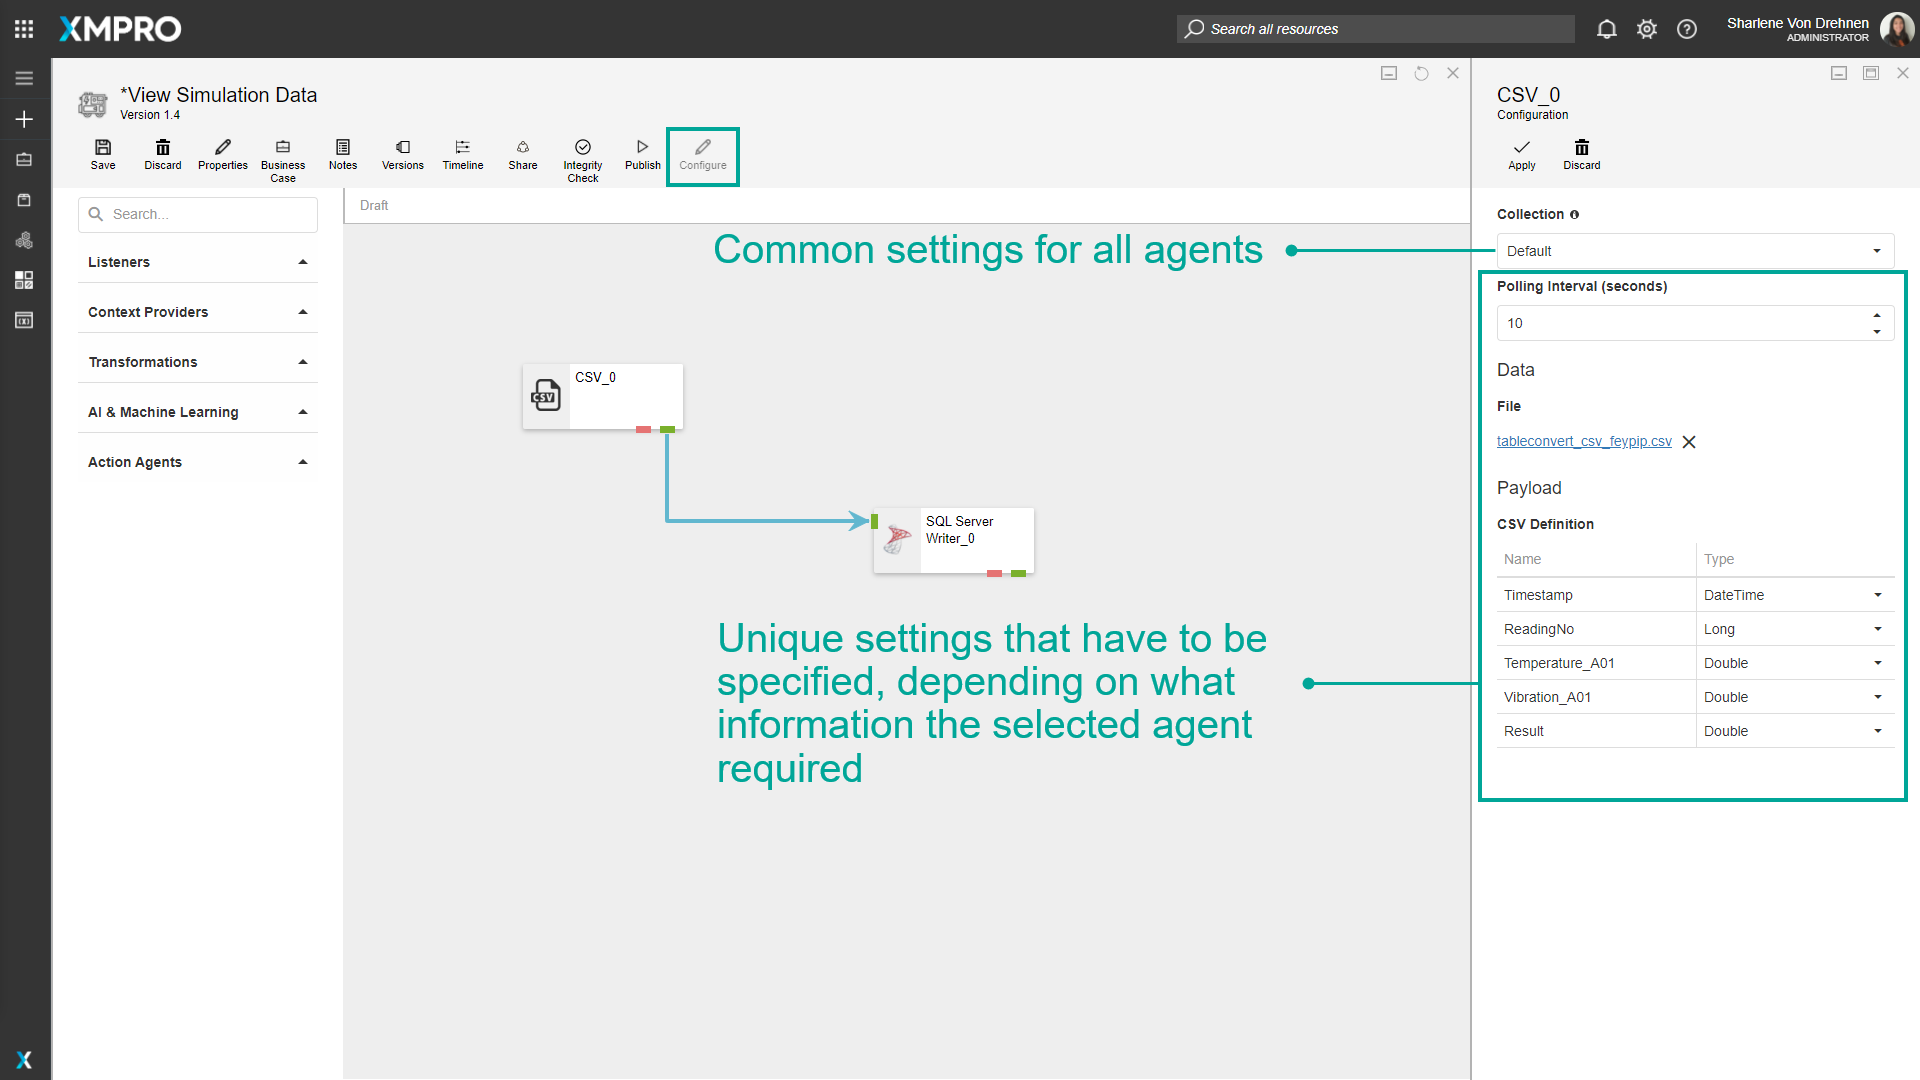 XMPRO
Search all resources
Sharlene Von Drehnen
ADMINISTRATOR
*View Simulation Data
Version 1.4
Save
Discard
Properties
Business
Case
Notes
Versions
Timeline
Share
Integrity
Check
Publish
Configure
CSV_0
Configuration
Apply
Discard
Search...
Listeners
Context Providers
Transformations
AI & Machine Learning
Action Agents
Draft
Common settings for all agents
CSV_0
CSV
SQL Server
Writer_0
Unique settings that have to be
specified, depending on what
information the selected agent
required
Collection
Default
Polling Interval (seconds)
10
Data
File
tableconvert_csv_feypip.csv
Payload
CSV Definition
Name Type
Timestamp DateTime
ReadingNo Long
Temperature_A01 Double
Vibration_A01 Double
Result Double